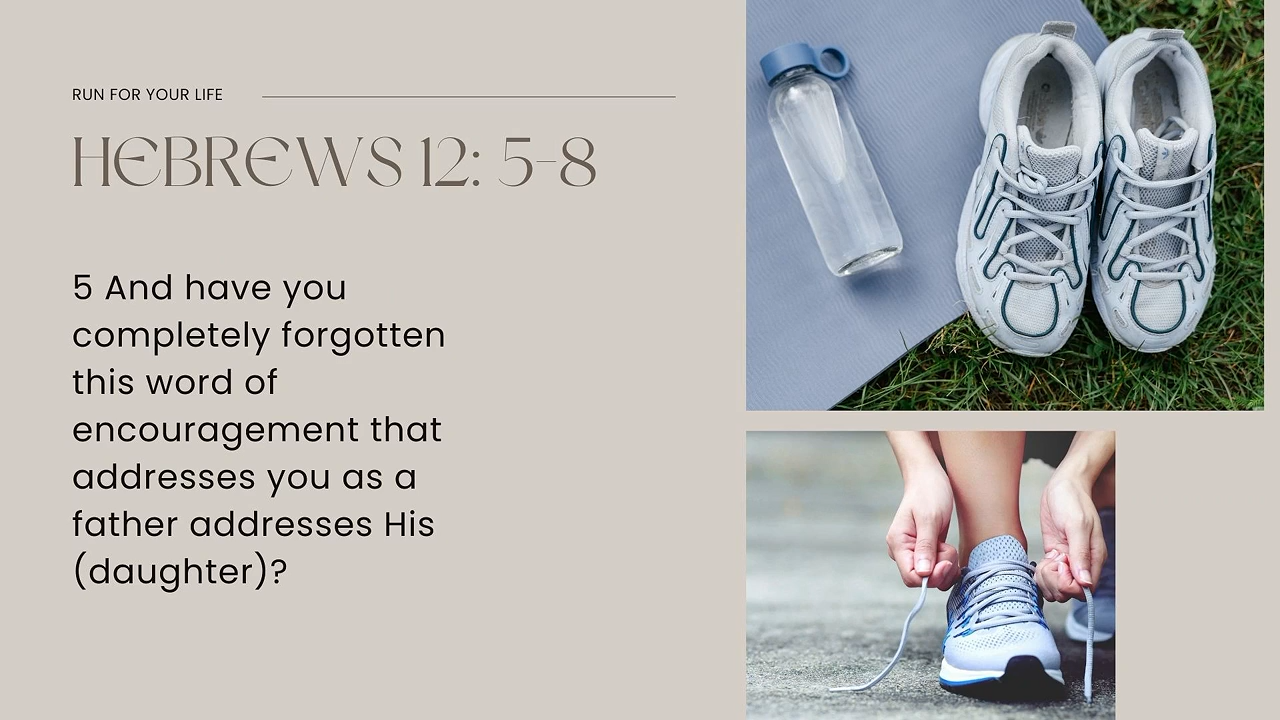 RUN FOR YOUR LIFE
HEBREWS 12: 5-8
5 And have you
completely forgotten
this word of
encouragement that
addresses you as a
father addresses His
(daughter)?